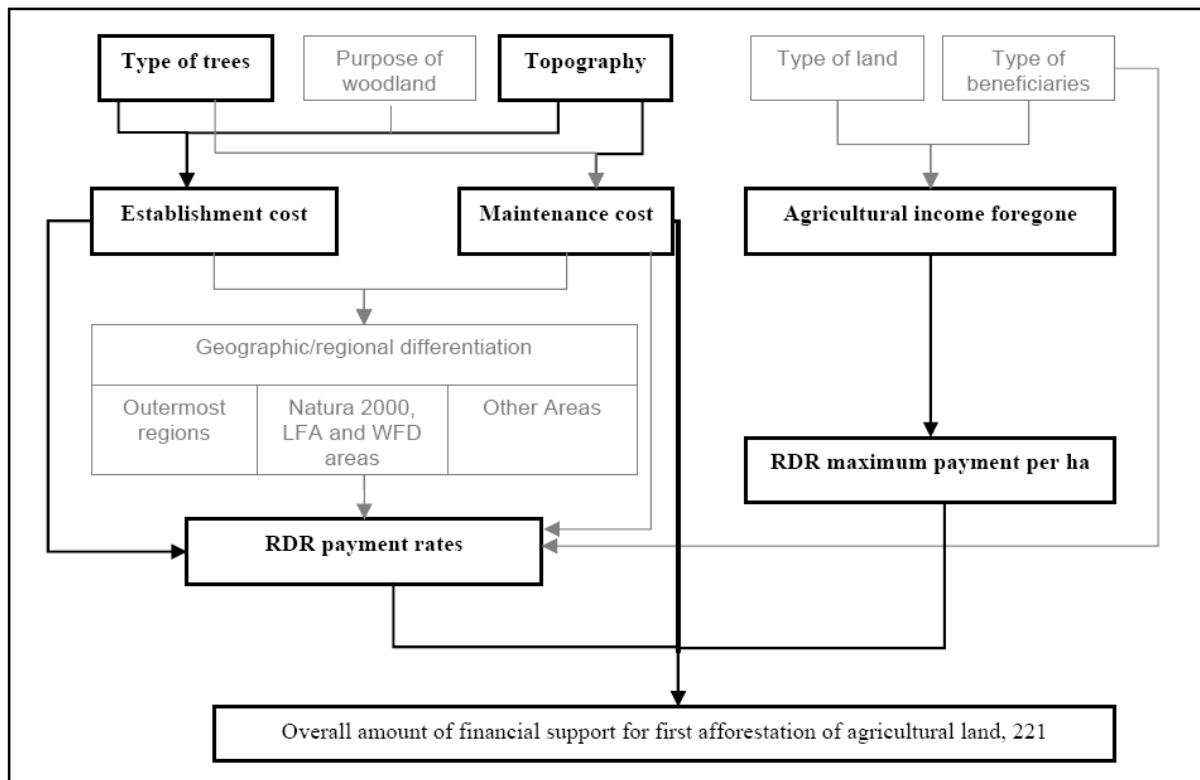 Type of trees
Purpose of
woodland
Topography
Type of land
Type of
beneficiaries
Establishment cost
Maintenance cost
Agricultural income foregone
Geographic/regional differentiation
Outermost
regions
Natura 2000,
LFA and WFD
areas
Other Areas
RDR maximum payment per ha
RDR payment rates
Overall amount of financial support for first afforestation of agricultural land, 221